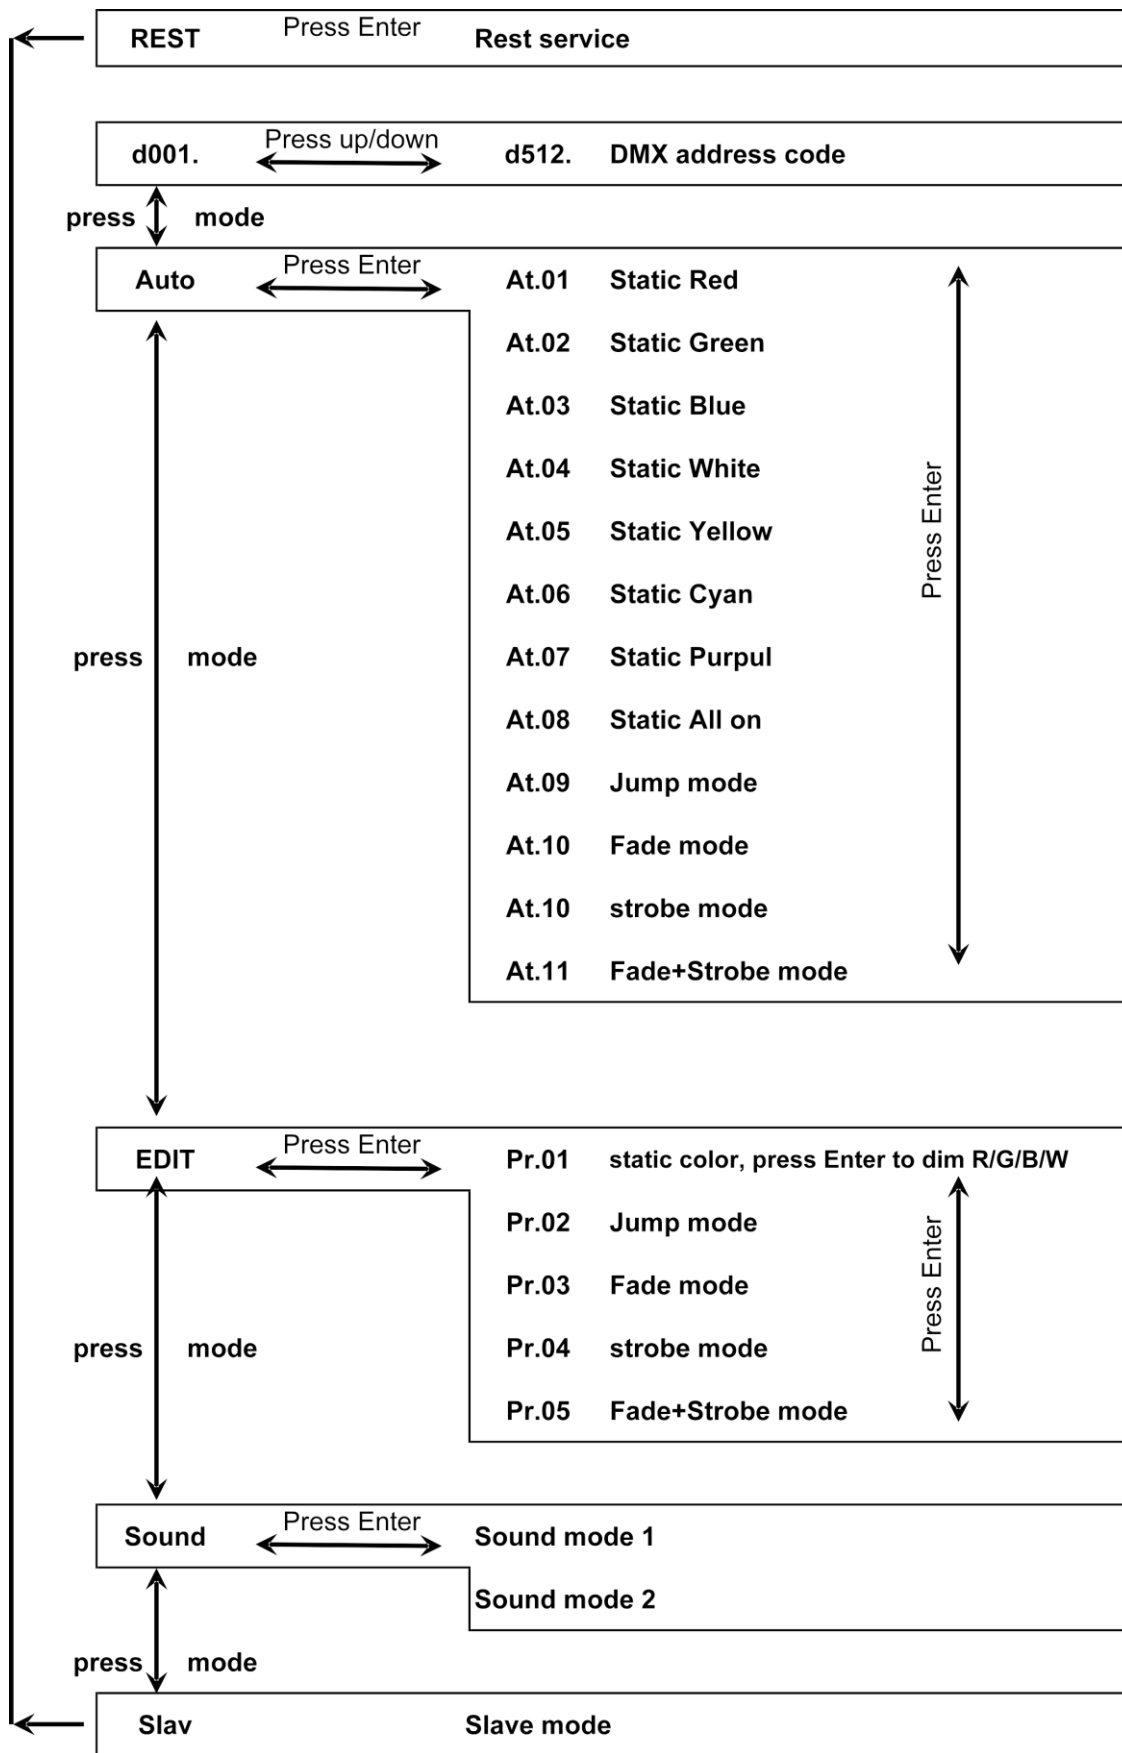 REST Press Enter Rest service
d001. Press up/down d512. DMX address code
press mode
Auto Press Enter At.01 Static Red
At.02 Static Green
At.03 Static Blue
At.04 Static White
At.05 Static Yellow
At.06 Static Cyan
press mode At.07 Static Purpul
At.08 Static All on
At.09 Jump mode
At.10 Fade mode
At.10 strobe mode
At.11 Fade+Strobe mode
Press Enter
EDIT Press Enter Pr.01 static color, press Enter to dim R/G/B/W
Pr.02 Jump mode
Pr.03 Fade mode
press mode Pr.04 strobe mode
Pr.05 Fade+Strobe mode
Press Enter
Sound Press Enter Sound mode 1
Sound mode 2
press mode
Slav Slave mode